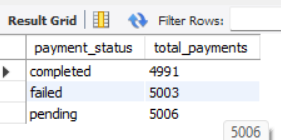 Result Grid Filter Rows:
payment_status total_payments
completed 4991
failed 5003
pending 5006
5006